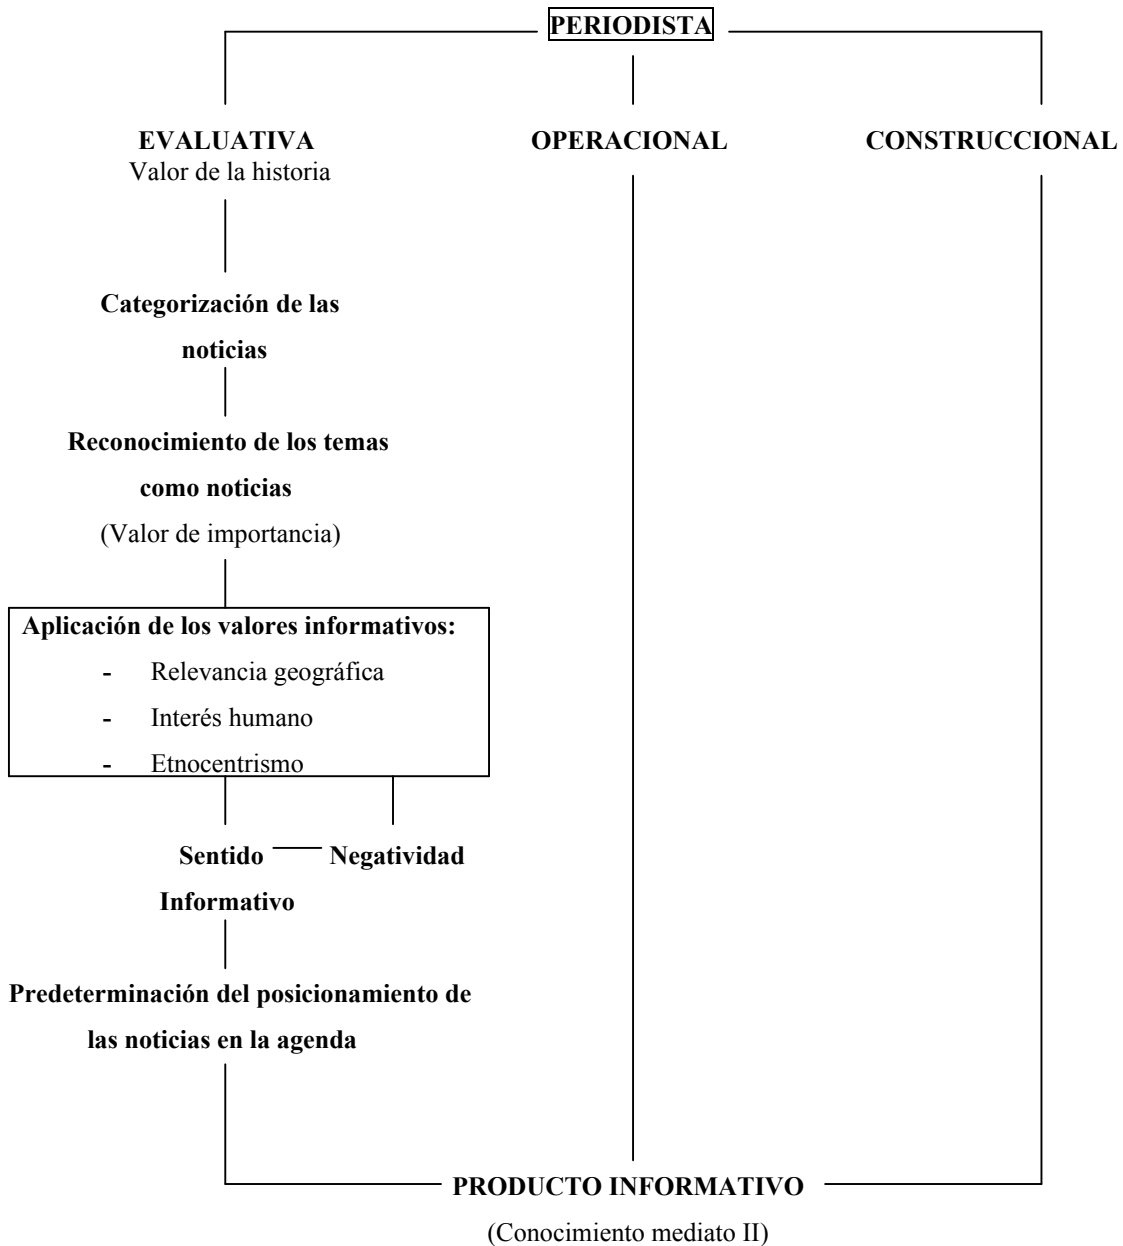 PERIODISTA
EVALUATIVA
Valor de la historia
OPERACIONAL
CONSTRUCCIONAL
Categorización de las
noticias
Reconocimiento de los temas
como noticias
(Valor de importancia)
Aplicación de los valores informativos:
- Relevancia geográfica
- Interés humano
- Etnocentrismo
Sentido
Informativo
Negatividad
Predeterminación del posicionamiento de
las noticias en la agenda
PRODUCTO INFORMATIVO
(Conocimiento mediato II)